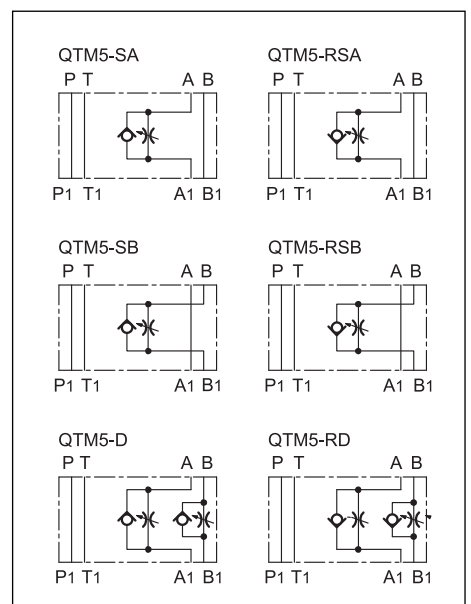 QTM5-SA
P T A B
P1 T1 A1 B1
QTM5-RSA
P T A B
P1 T1 A1 B1
QTM5-SB
P T A B
P1 T1 A1 B1
QTM5-RSB
P T A B
P1 T1 A1 B1
QTM5-D
P T A B
P1 T1 A1 B1
QTM5-RD
P T A B
P1 T1 A1 B1